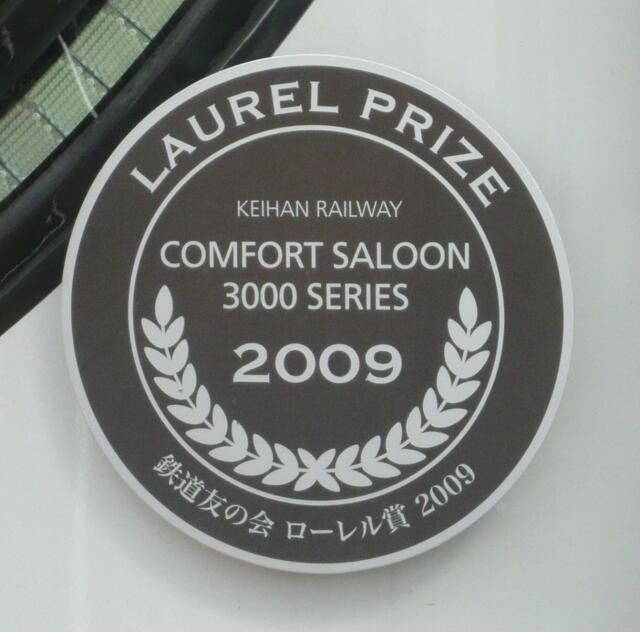 LAUREL PRIZE
KEIHAN RAILWAY
COMFORT SALOON
3000 SERIES
2009
鉄道友の会 ローレル賞 2009